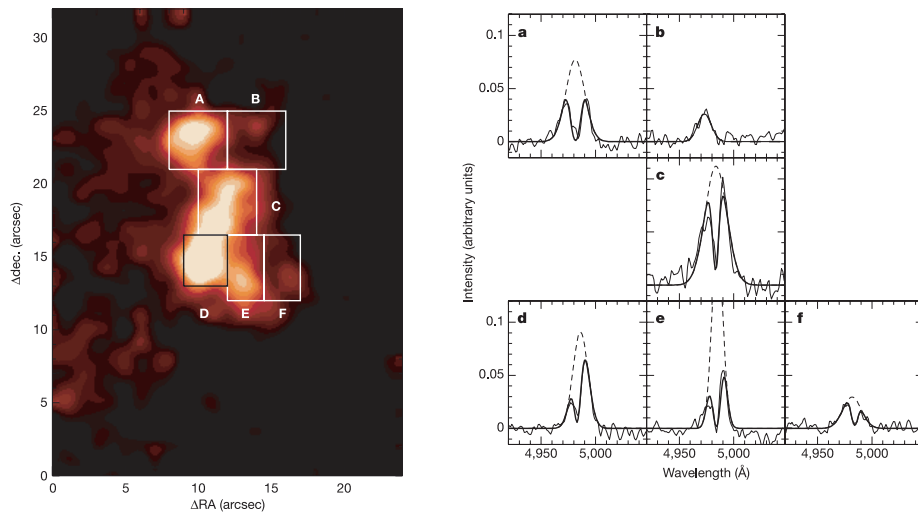 30
25
20
15
10
5
0
Δdec. (arcsec)
A
B
C
D
E
F
0
5
10
15
20
ΔRA (arcsec)
a
b
c
d
e
f
0.1
0.05
0
0.1
0.05
0
Intensity (arbitrary units)
4,950
5,000
4,950
5,000
4,950
5,000
Wavelength (Å)